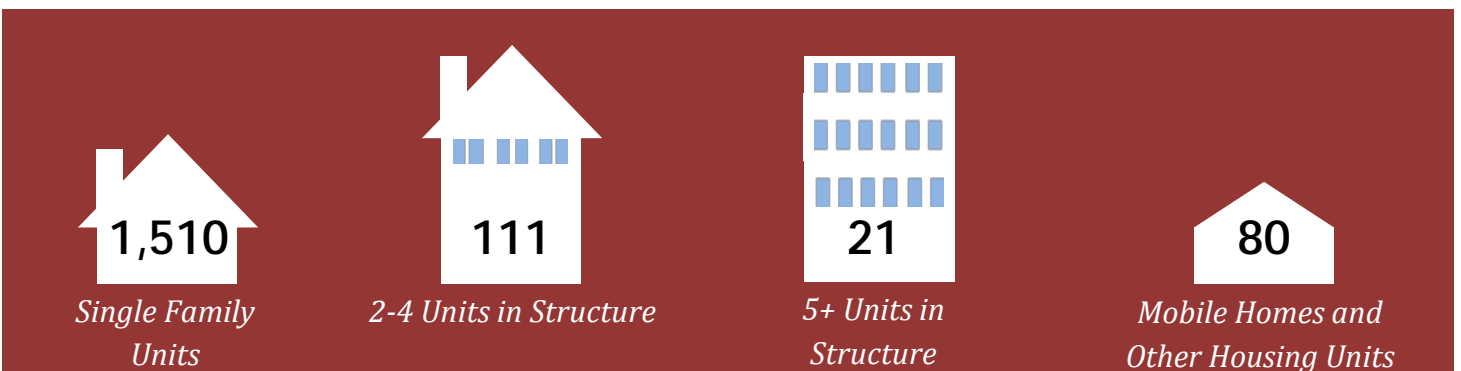 1,510
Single Family
Units
111
2-4 Units in Structure
21
5+ Units in
Structure
80
Mobile Homes and
Other Housing Units